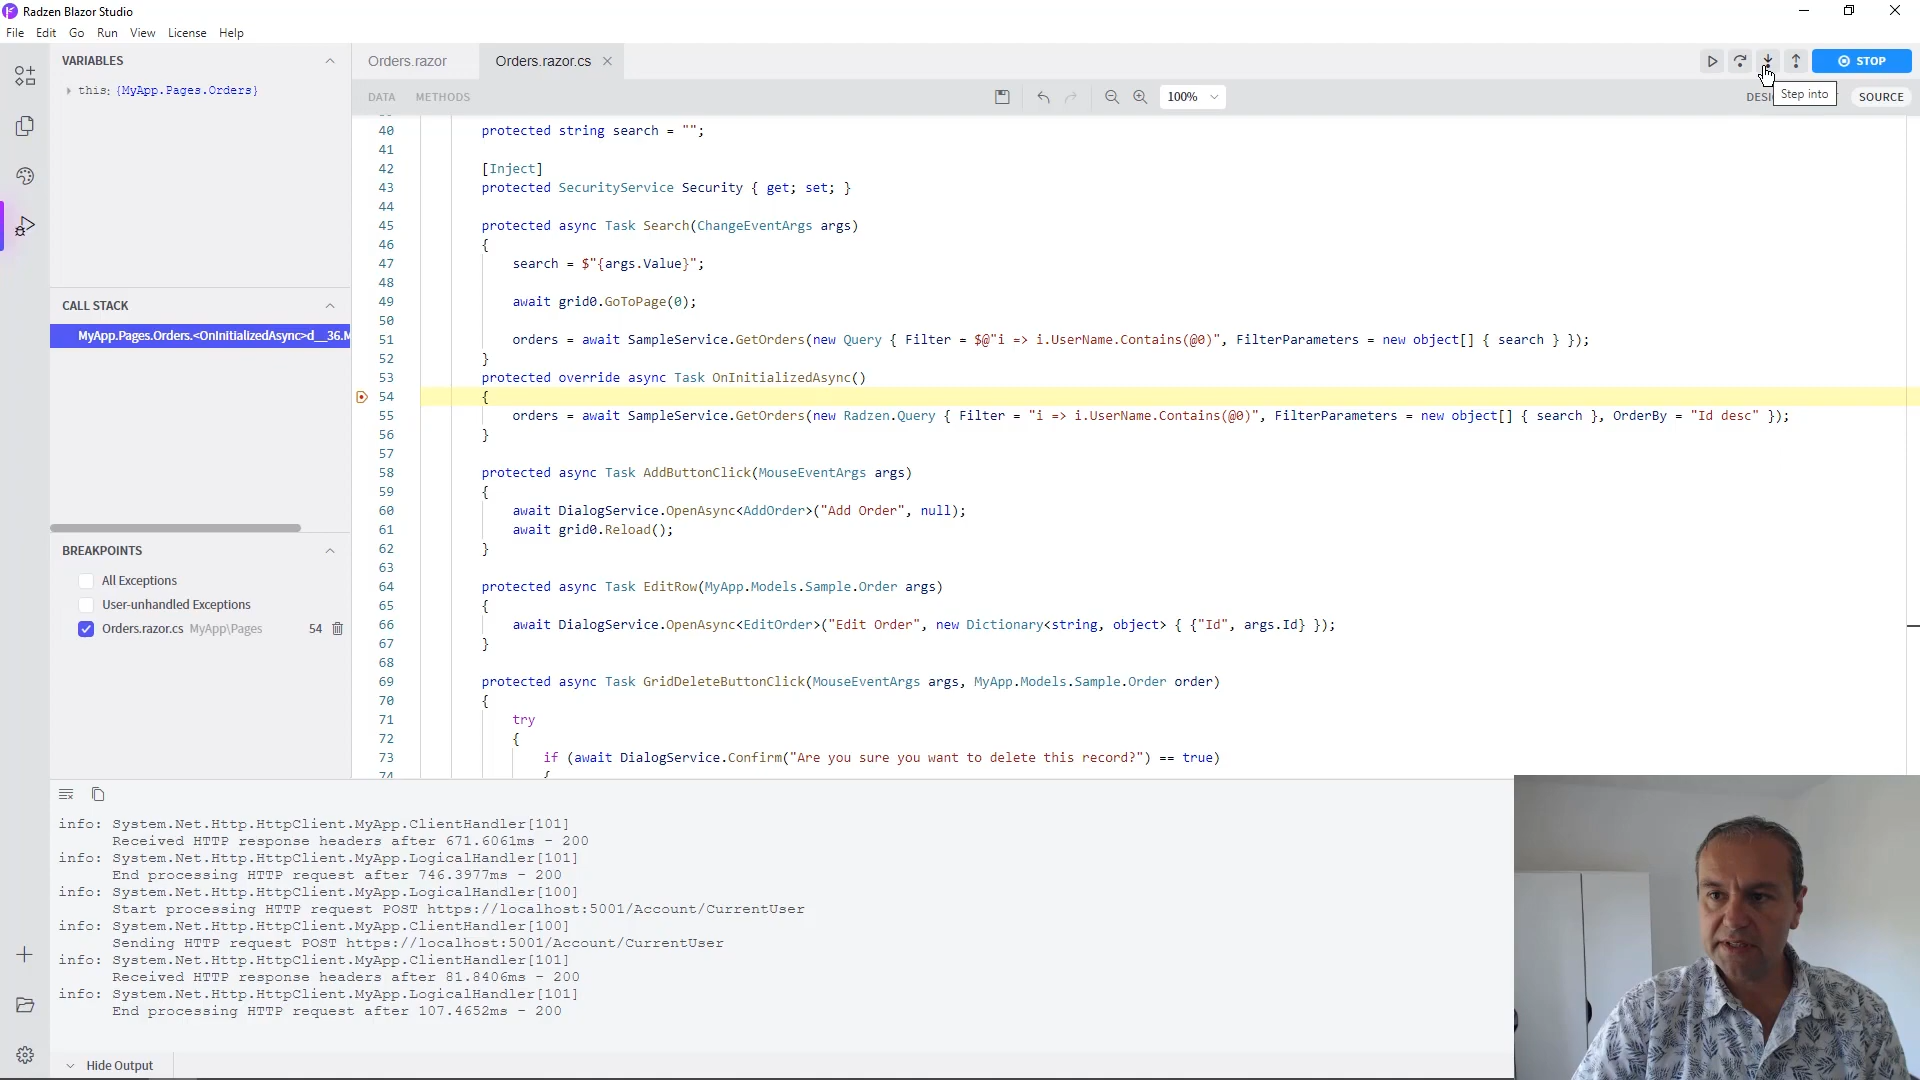 Radzen Blazor Studio
File Edit Go Run View License Help
VARIABLES
this: {MyApp.Pages.Orders}
CALL STACK
MyApp.Pages.Orders.<OnInitializedAsync>d__36.M
BREAKPOINTS
All Exceptions
User-unhandled Exceptions
Orders.razor.cs MyApp\Pages 54
Orders.razor Orders.razor.cs
STOP
DATA METHODS 100% DESI SOURCE
Step into
40 protected string search = "";
41
42 [Inject]
43 protected SecurityService Security { get; set; }
44
45 protected async Task Search(ChangeEventArgs args)
46 {
47 search = $"{args.Value}";
48
49 await grid0.GoToPage(0);
50
51 orders = await SampleService.GetOrders(new Query { Filter = $@"i => i.UserName.Contains(@0)", FilterParameters = new object[] { search } });
52 }
53 protected override async Task OnInitializedAsync()
54 {
55 orders = await SampleService.GetOrders(new Radzen.Query { Filter = "i => i.UserName.Contains(@0)", FilterParameters = new object[] { search }, OrderBy = "Id desc" });
56 }
57
58 protected async Task AddButtonClick(MouseEventArgs args)
59 {
60 await DialogService.OpenAsync<AddOrder>("Add Order", null);
61 await grid0.Reload();
62 }
63
64 protected async Task EditRow(MyApp.Models.Sample.Order args)
65 {
66 await DialogService.OpenAsync<EditOrder>("Edit Order", new Dictionary<string, object> { {"Id", args.Id} });
67 }
68
69 protected async Task GridDeleteButtonClick(MouseEventArgs args, MyApp.Models.Sample.Order order)
70 {
71 try
72 {
73 if (await DialogService.Confirm("Are you sure you want to delete this record?") == true)
74 {
info: System.Net.Http.HttpClient.MyApp.ClientHandler[101]
Received HTTP response headers after 671.6061ms - 200
info: System.Net.Http.HttpClient.MyApp.LogicalHandler[101]
End processing HTTP request after 746.3977ms - 200
info: System.Net.Http.HttpClient.MyApp.LogicalHandler[100]
Start processing HTTP request POST https://localhost:5001/Account/CurrentUser
info: System.Net.Http.HttpClient.MyApp.ClientHandler[100]
Sending HTTP request POST https://localhost:5001/Account/CurrentUser
info: System.Net.Http.HttpClient.MyApp.ClientHandler[101]
Received HTTP response headers after 81.8406ms - 200
info: System.Net.Http.HttpClient.MyApp.LogicalHandler[101]
End processing HTTP request after 107.4652ms - 200
Hide Output